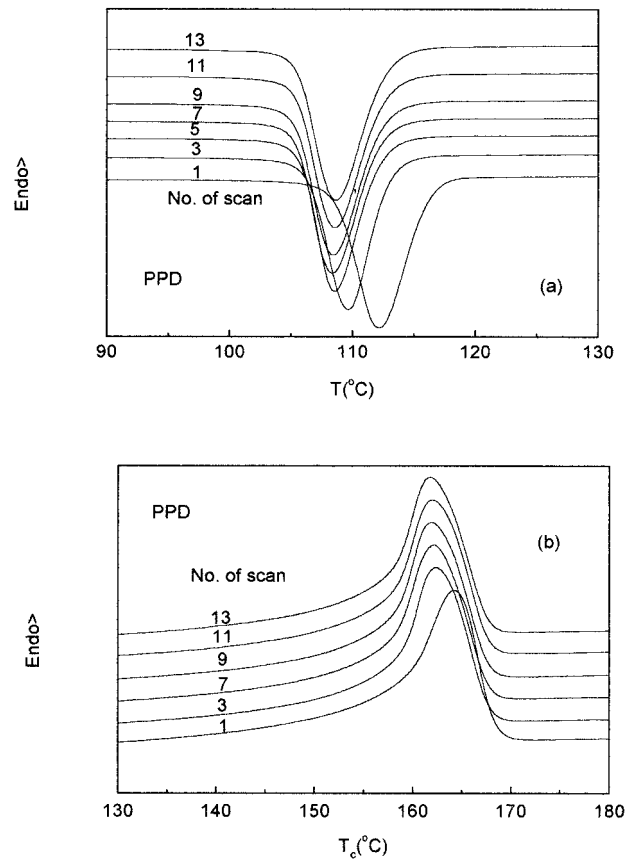 13
11
9
7
5
3
1
No. of scan
Endo>
PPD
(a)
90 100 110 120 130
T(°C)
PPD
(b)
No. of scan
13
11
9
7
3
1
Endo>
130 140 150 160 170 180
Tc(°C)